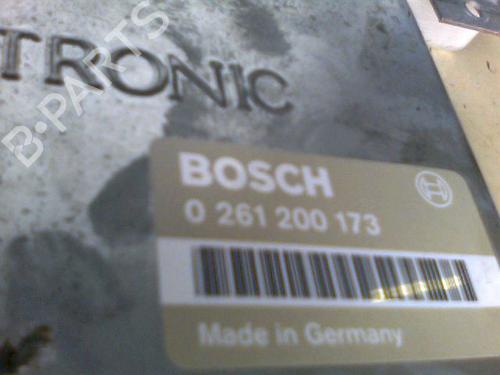 TRONIC
B-PARTS
BOSCH
0 261 200 173
Made in Germany